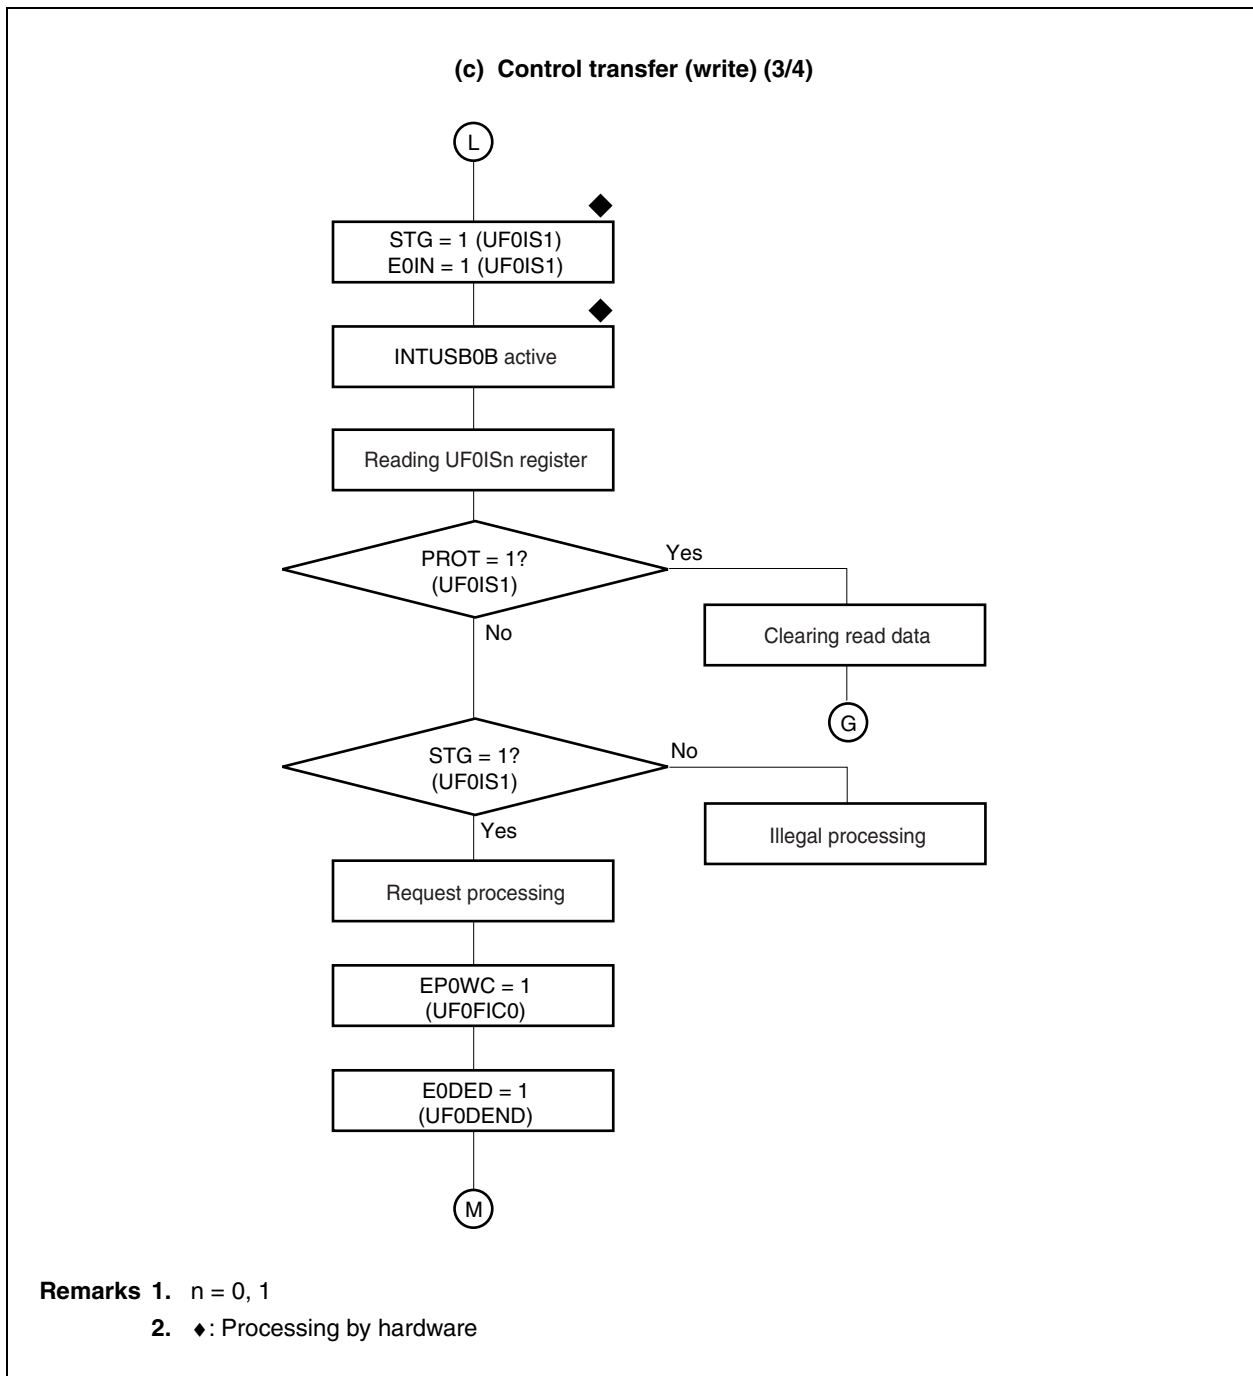 (c) Control transfer (write) (3/4)
L
STG = 1 (UF0IS1)
E0IN = 1 (UF0IS1)
INTUSB0B active
Reading UF0ISn register
PROT = 1?
(UF0IS1)
Yes
No
Clearing read data
G
STG = 1?
(UF0IS1)
No
Yes
Illegal processing
Request processing
EP0WC = 1
(UF0FIC0)
E0DED = 1
(UF0DEND)
M
Remarks 1. n = 0, 1
2. ♦: Processing by hardware